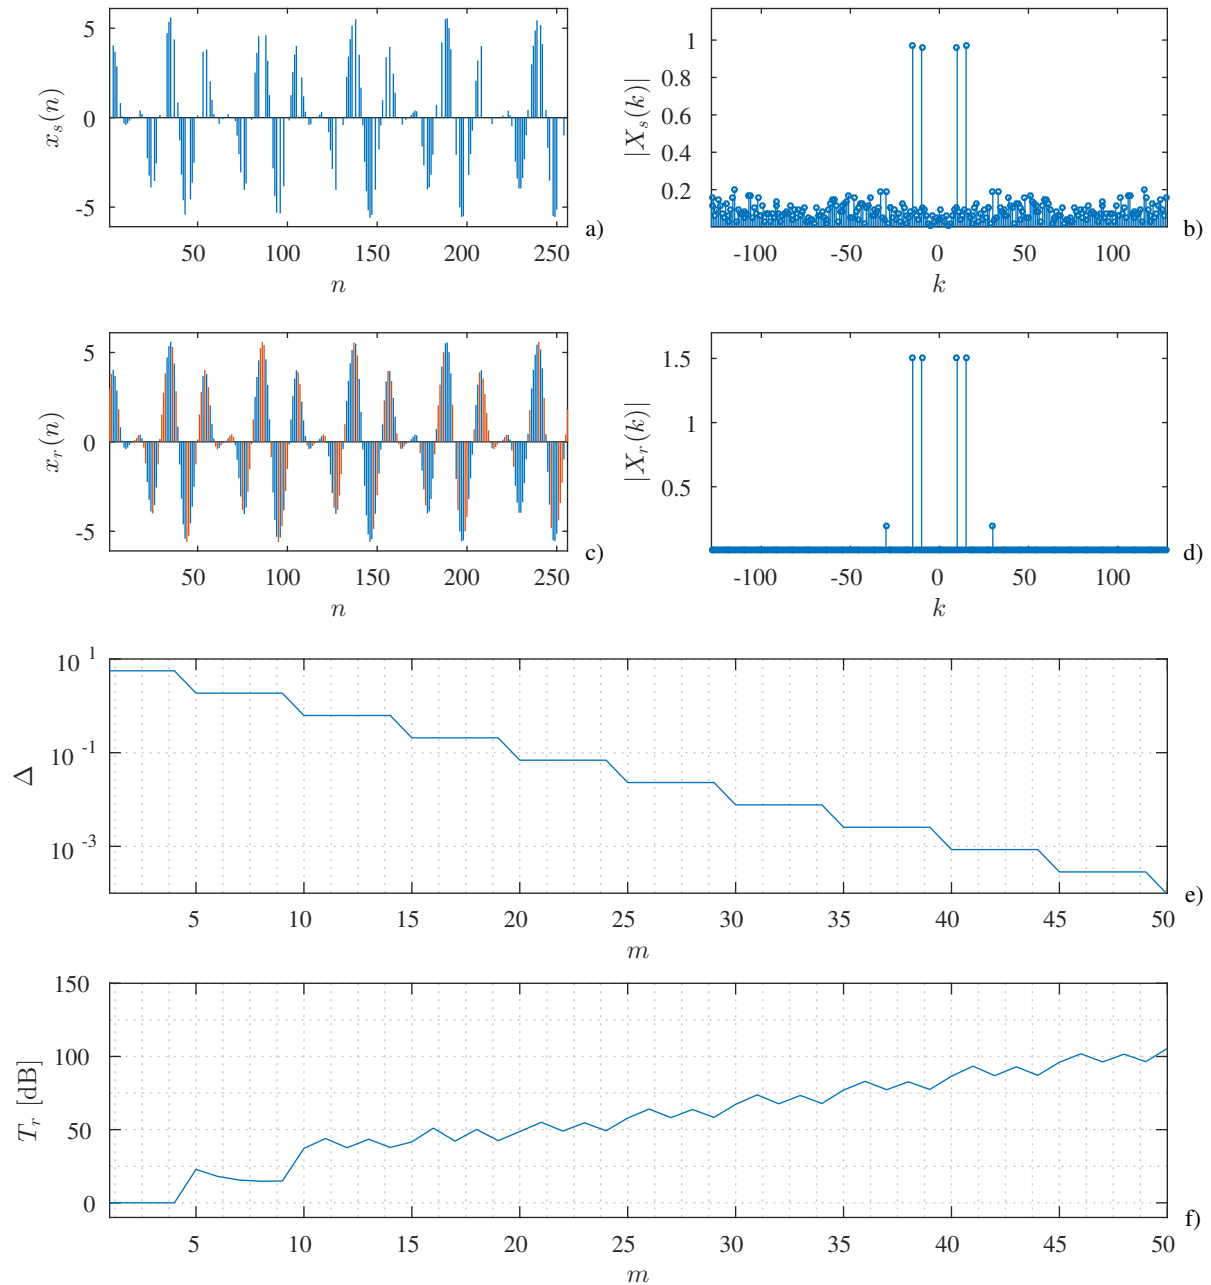 5
0
-5
x_s(n)
50 100 150 200 250
n
a)
1
0.8
0.6
0.4
0.2
|X_s(k)|
-100 -50 0 50 100
k
b)
5
0
-5
x_r(n)
50 100 150 200 250
n
c)
1.5
1
0.5
|X_r(k)|
-100 -50 0 50 100
k
d)
10^1
10^-1
10^-3
Δ
5 10 15 20 25 30 35 40 45 50
m
e)
150
100
50
0
T_r [dB]
5 10 15 20 25 30 35 40 45 50
m
f)